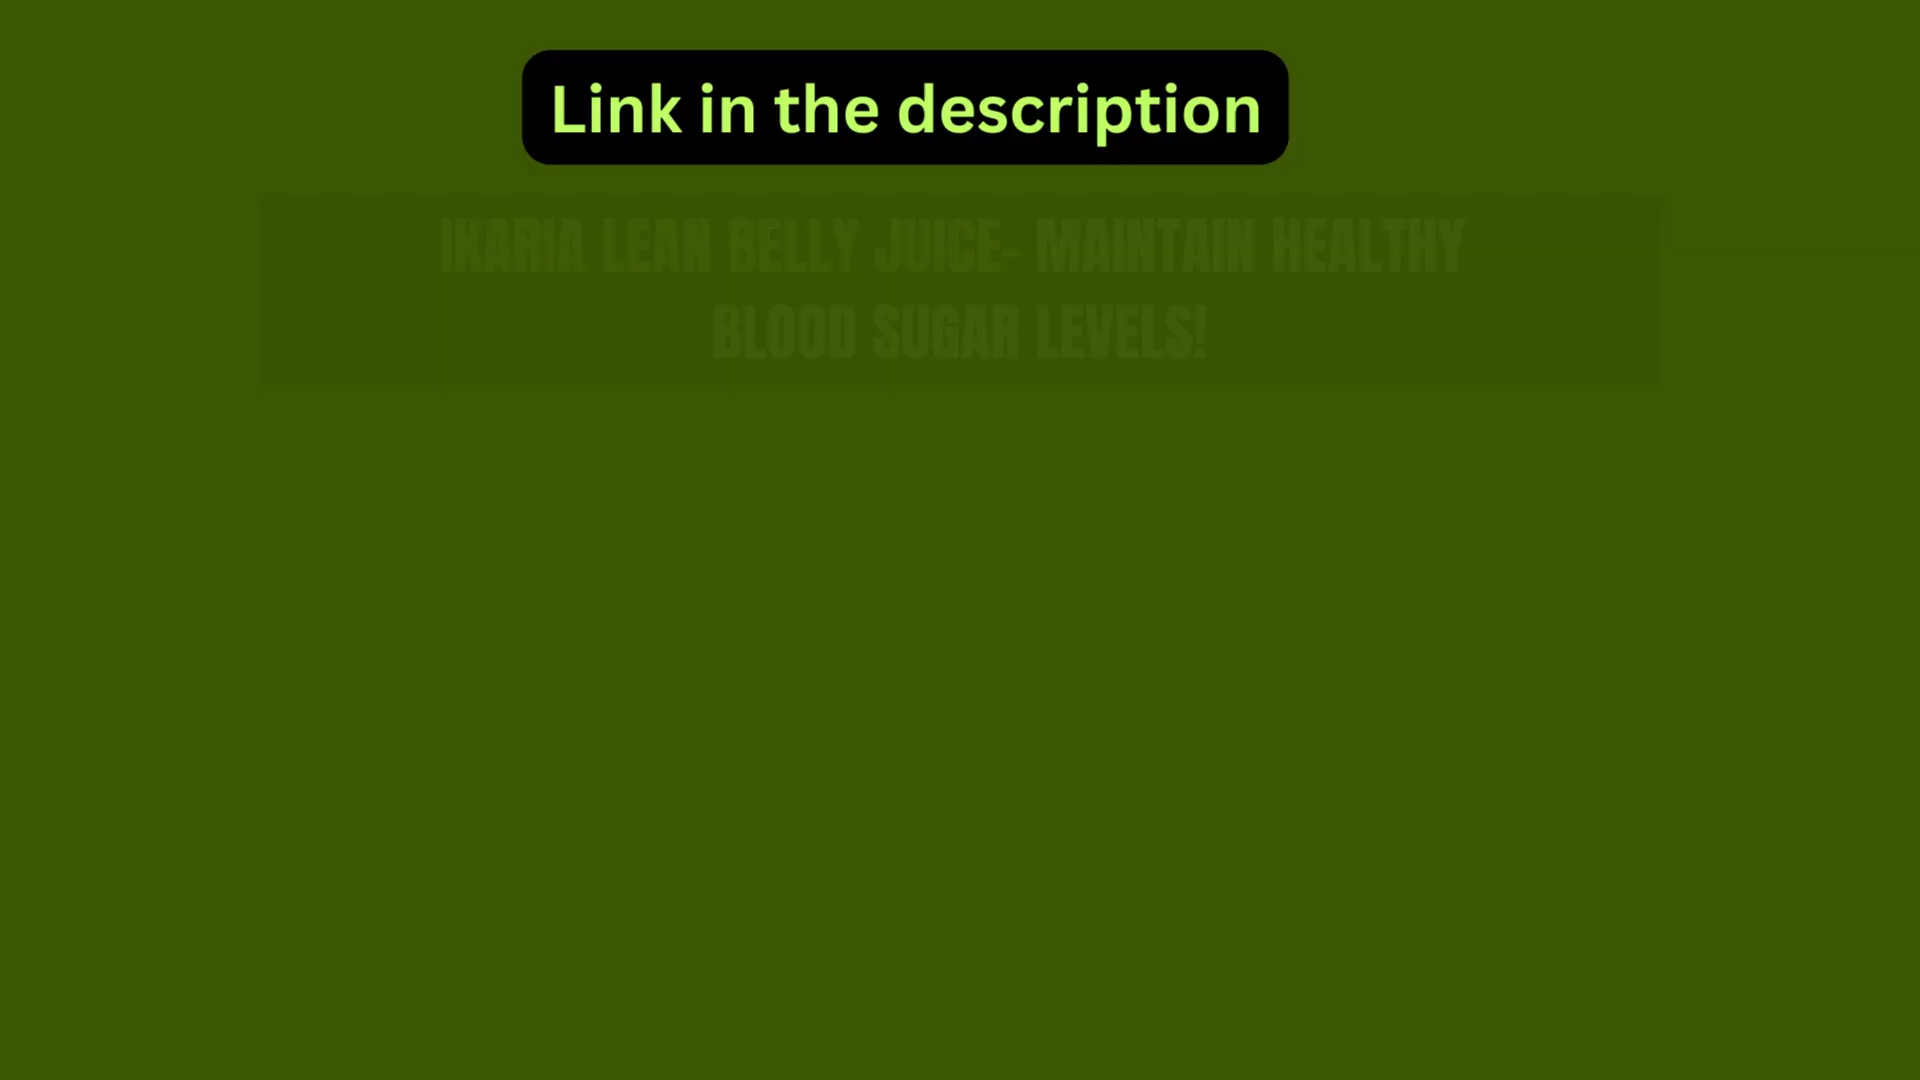 Link in the description
IKARIA LEAN BELLY JUICE- MAINTAIN HEALTHY
BLOOD SUGAR LEVELS!